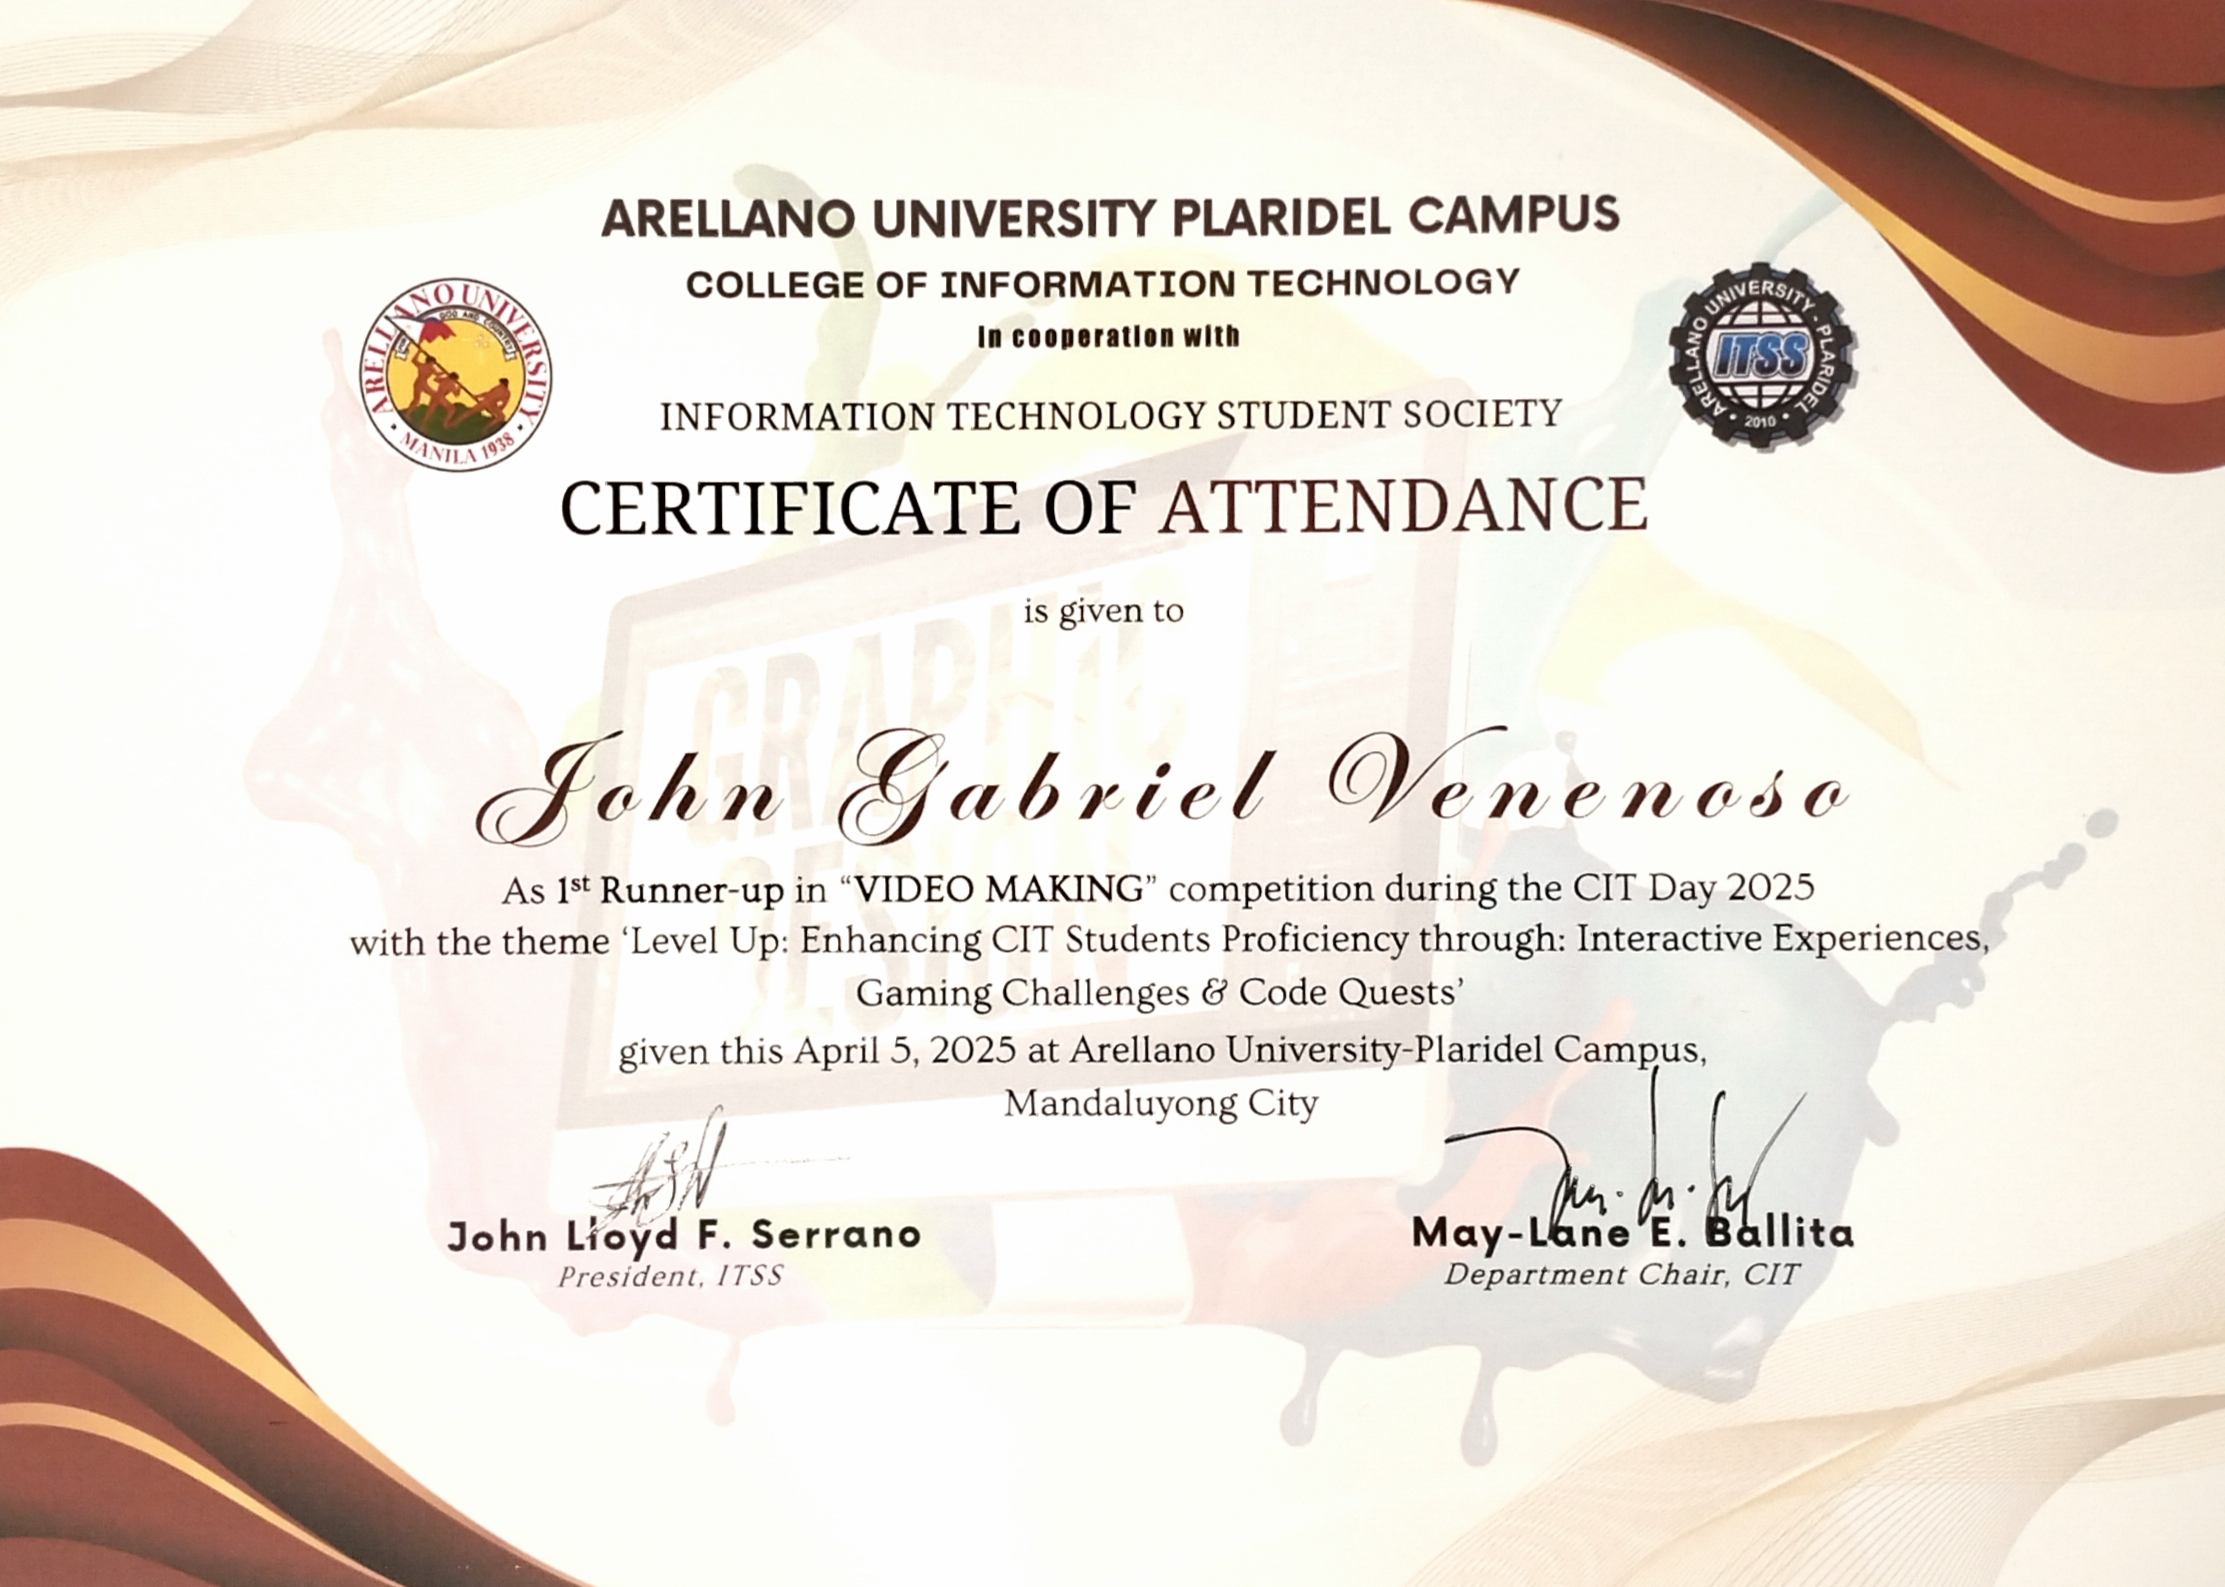 ARELLANO UNIVERSITY PLARIDEL CAMPUS
COLLEGE OF INFORMATION TECHNOLOGY
In cooperation with
INFORMATION TECHNOLOGY STUDENT SOCIETY
ARELLANO UNIVERSITY
FOR GOD AND COUNTRY
MANILA 1938
ARELLANO UNIVERSITY - PLARIDEL
ITSS
2010
CERTIFICATE OF ATTENDANCE
is given to
GRAPHIC
DESIGN
John Gabriel Venenoso
As 1st Runner-up in “VIDEO MAKING” competition during the CIT Day 2025
with the theme ‘Level Up: Enhancing CIT Students Proficiency through: Interactive Experiences,
Gaming Challenges & Code Quests’
given this April 5, 2025 at Arellano University-Plaridel Campus,
Mandaluyong City
John Lloyd F. Serrano
President, ITSS
May-Lane E. Ballita
Department Chair, CIT